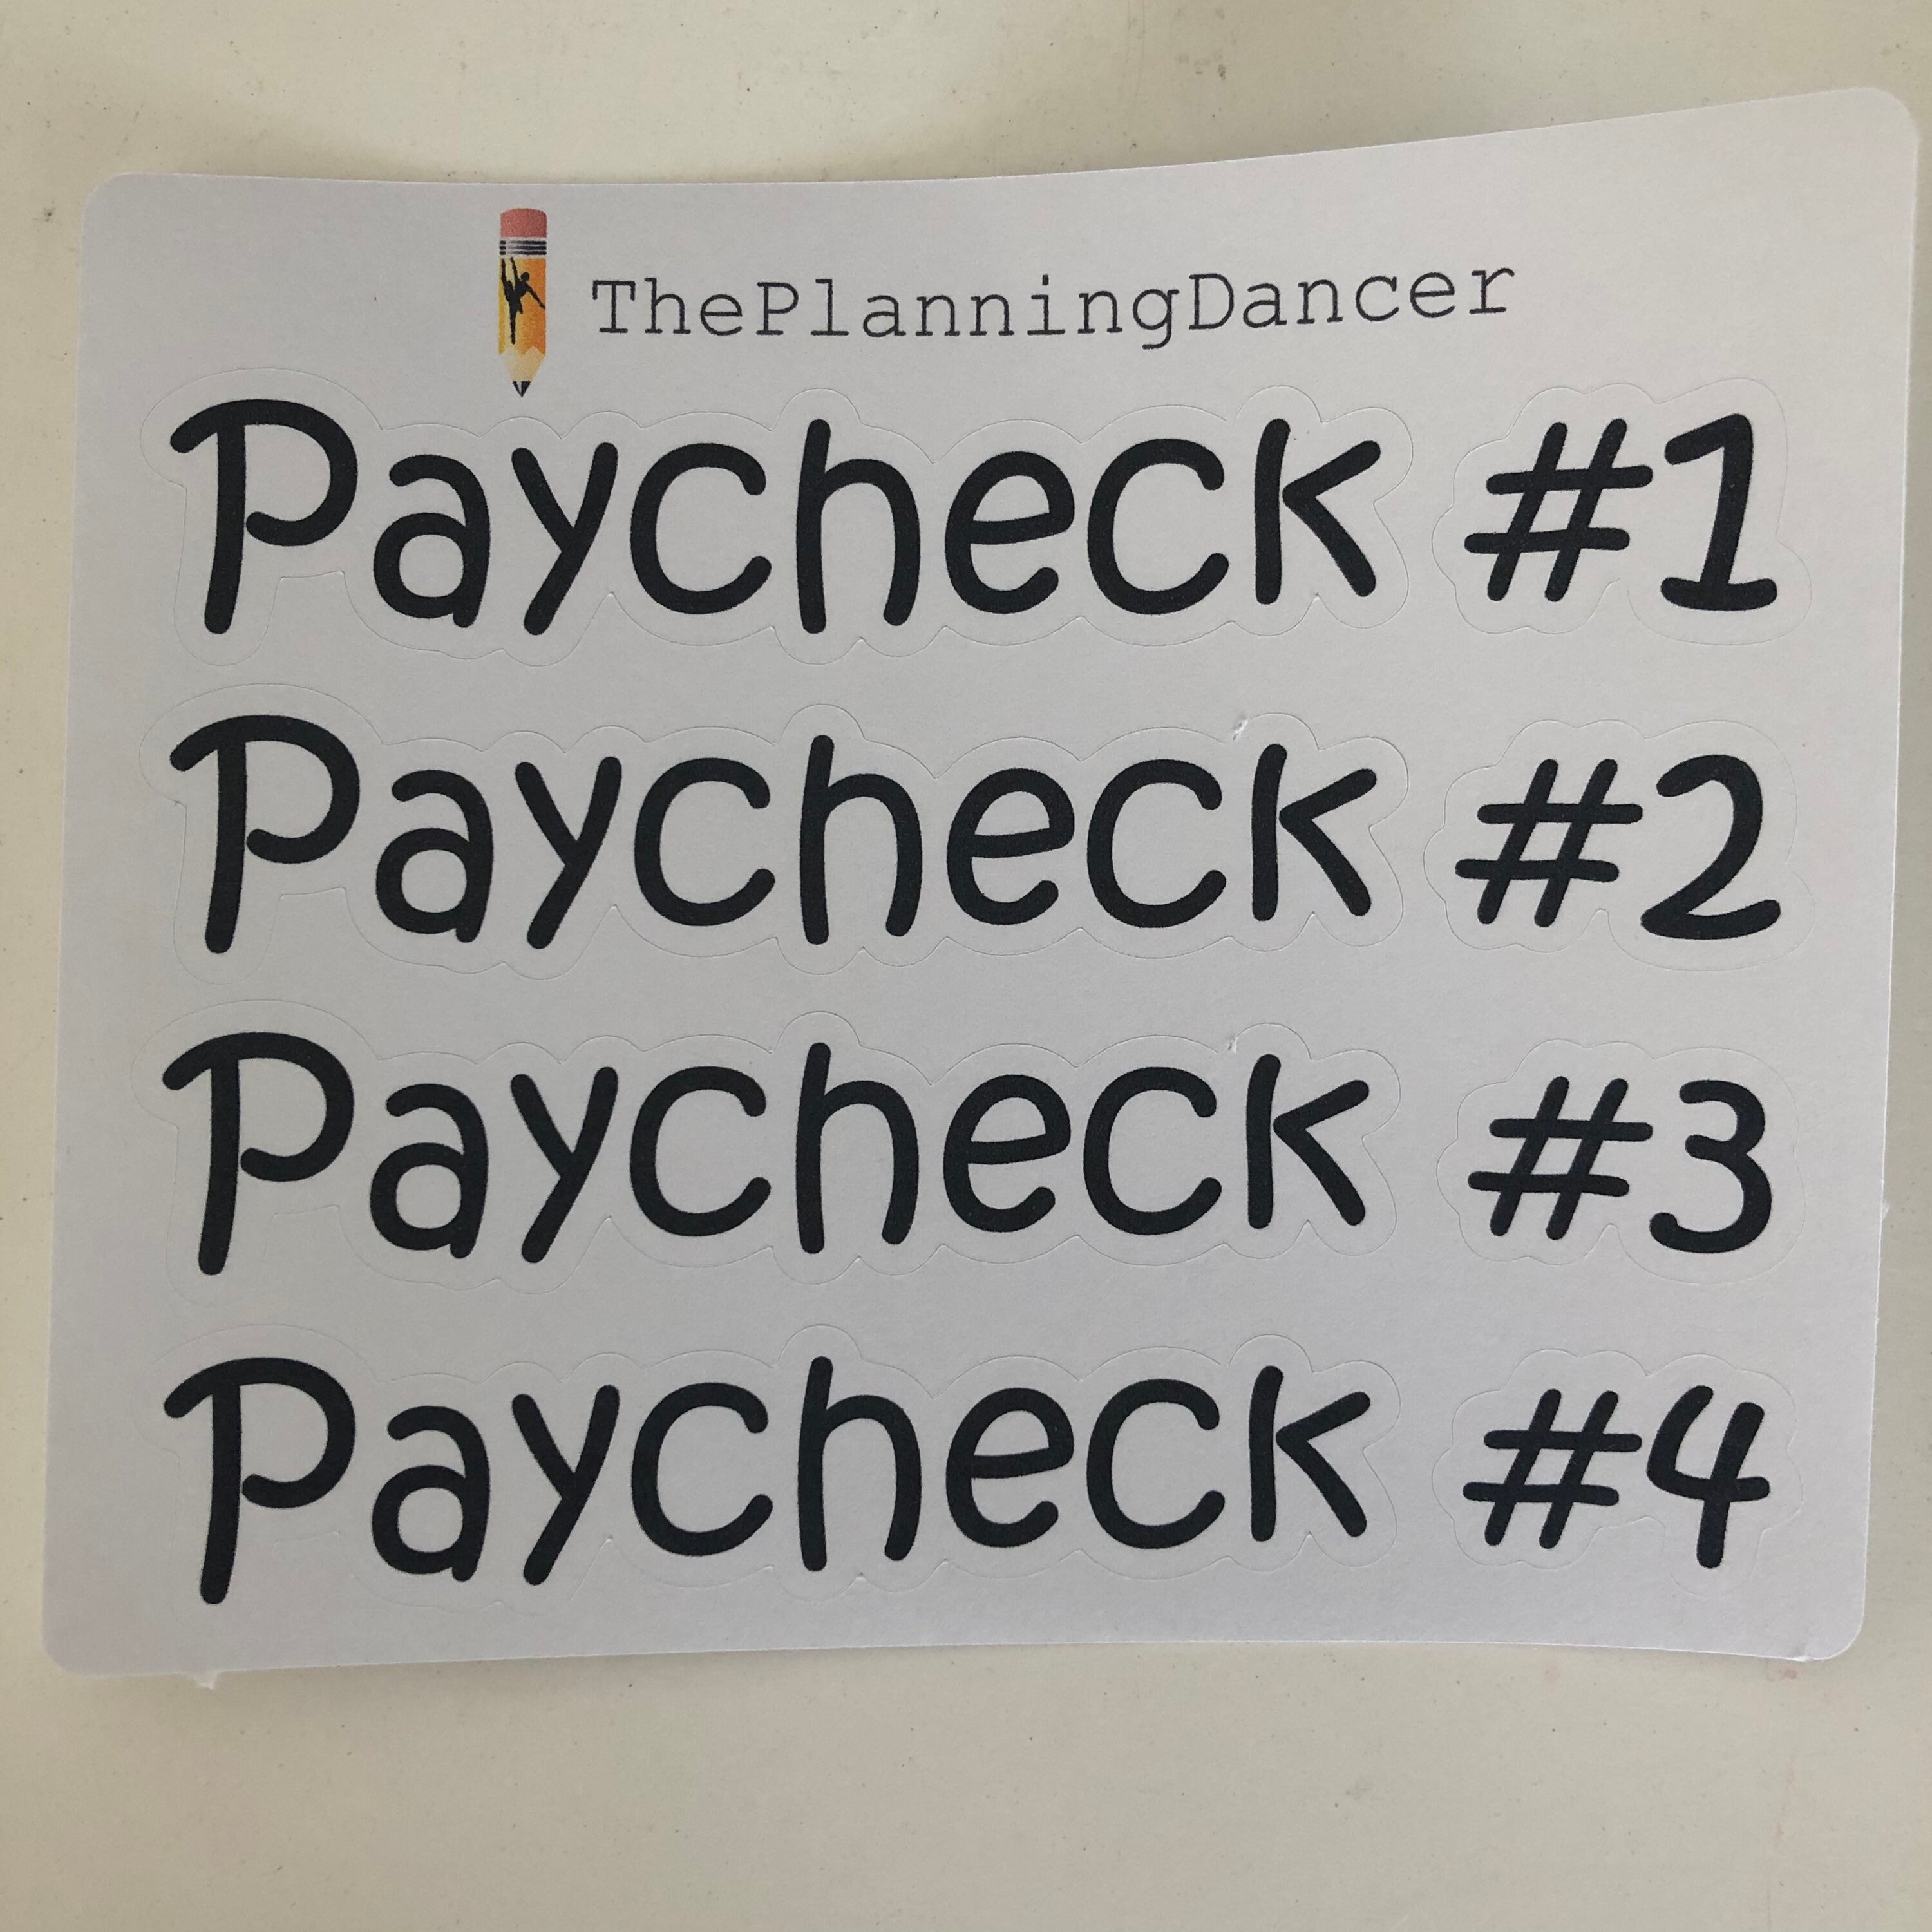 ThePlanningDancer
Paycheck #1
Paycheck #2
Paycheck #3
Paycheck #4